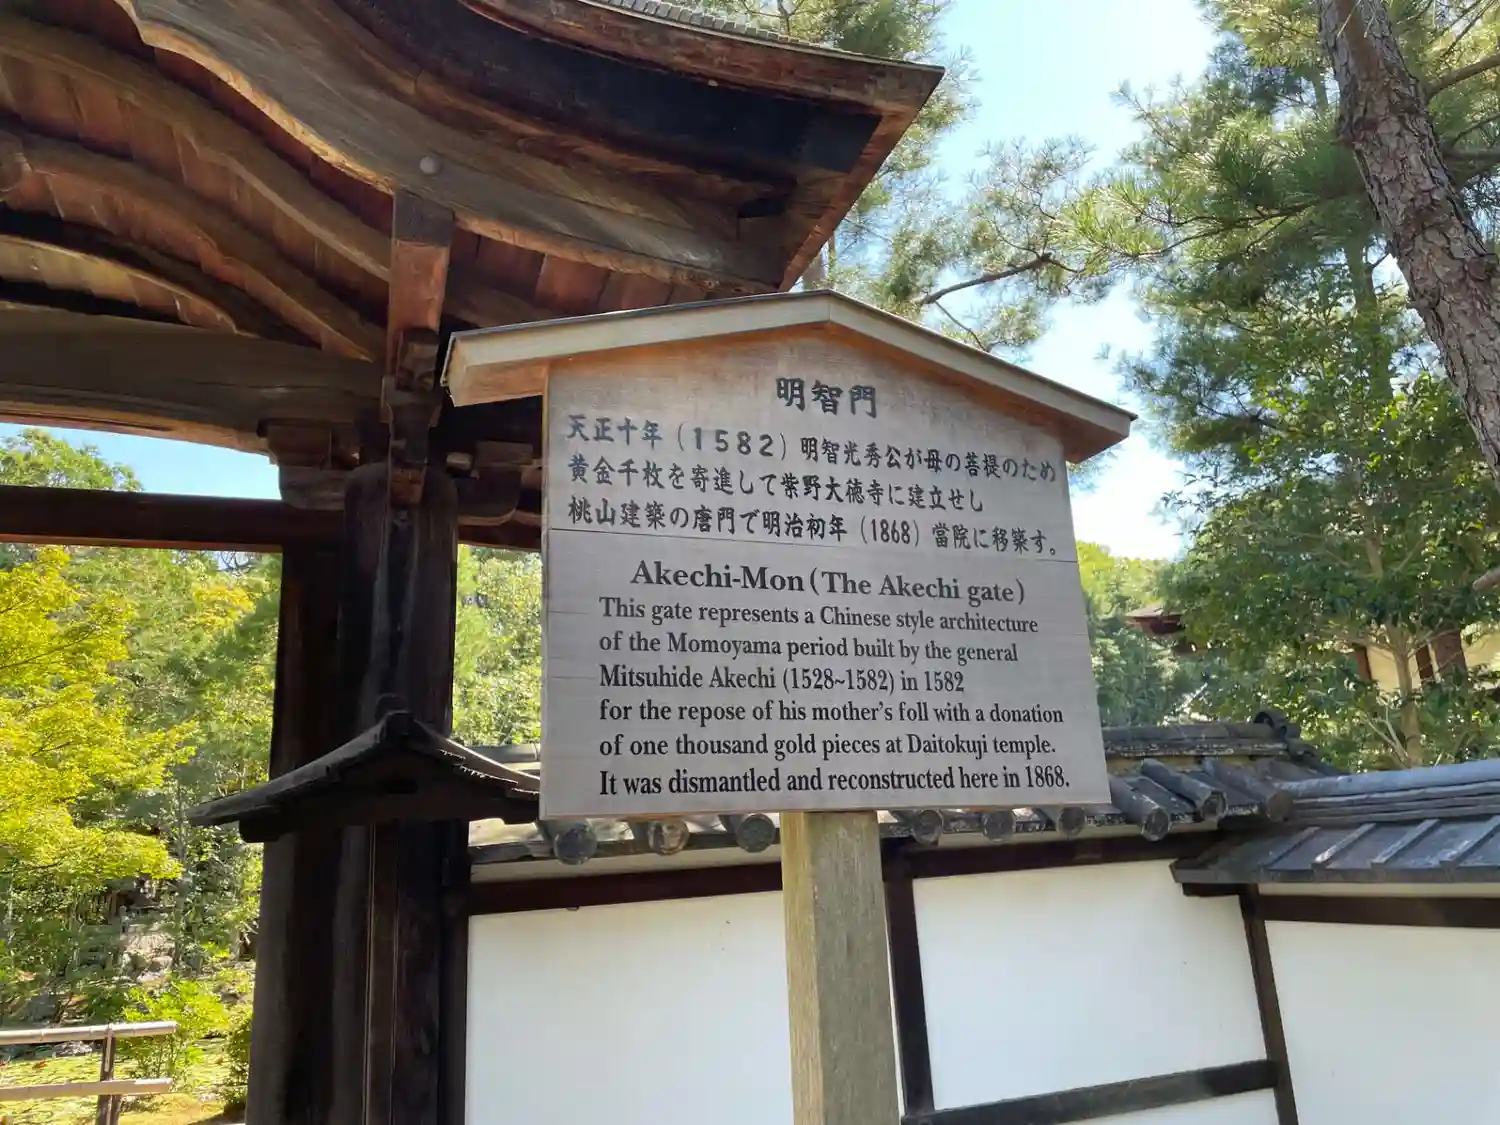 明智門
天正十年（1582）明智光秀公が母の菩提のため
黄金千枚を寄進して紫野大徳寺に建立せし
桃山建築の唐門で明治初年（1868）當院に移築す。
Akechi-Mon (The Akechi gate)
This gate represents a Chinese style architecture
of the Momoyama period built by the general
Mitsuhide Akechi (1528~1582) in 1582
for the repose of his mother's foll with a donation
of one thousand gold pieces at Daitokuji temple.
It was dismantled and reconstructed here in 1868.